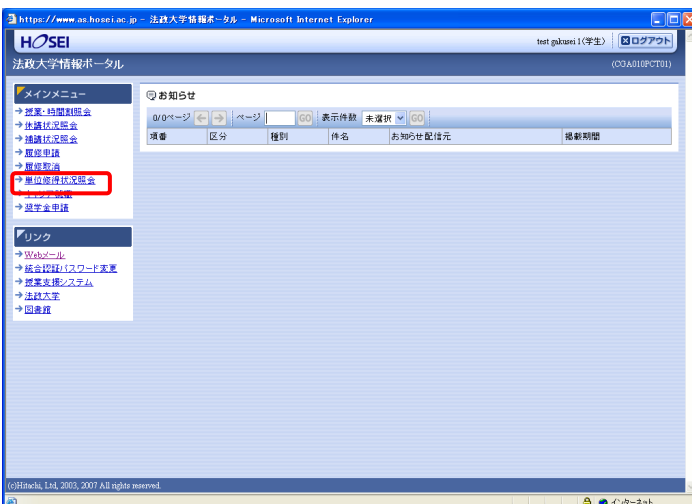 https://www.as.hosei.ac.jp - 法政大学情報ポータル - Microsoft Internet Explorer
HOSEI
test gakusei 1(学生) ログアウト
法政大学情報ポータル
(CGA010PCT01)
メインメニュー
授業・時間割照会
休講状況照会
補講状況照会
履修申請
履修取消
単位修得状況照会
奨学金申請
リンク
Webメール
統合認証パスワード変更
授業支援システム
法政大学
図書館
お知らせ
0/0ページ ページ GO 表示件数 未選択 GO
項番 区分 種別 件名 お知らせ配信元 掲載期間
(c)Hitachi, Ltd, 2003, 2007 All rights reserved.
インターネット